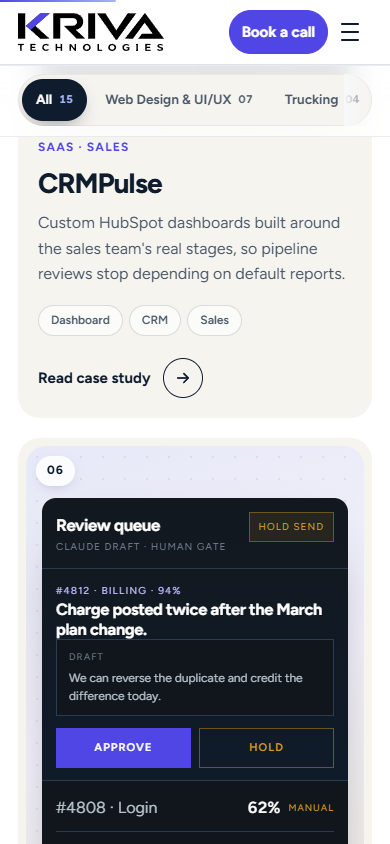 KRIVA
TECHNOLOGIES
Book a call
All 15
Web Design & UI/UX 07
Trucking 04
SAAS · SALES
CRMPulse
Custom HubSpot dashboards built around
the sales team's real stages, so pipeline
reviews stop depending on default reports.
Dashboard
CRM
Sales
Read case study →
06
Review queue
HOLD SEND
CLAUDE DRAFT · HUMAN GATE
#4812 · BILLING · 94%
Charge posted twice after the March
plan change.
DRAFT
We can reverse the duplicate and credit the
difference today.
APPROVE
HOLD
#4808 · Login
62% MANUAL